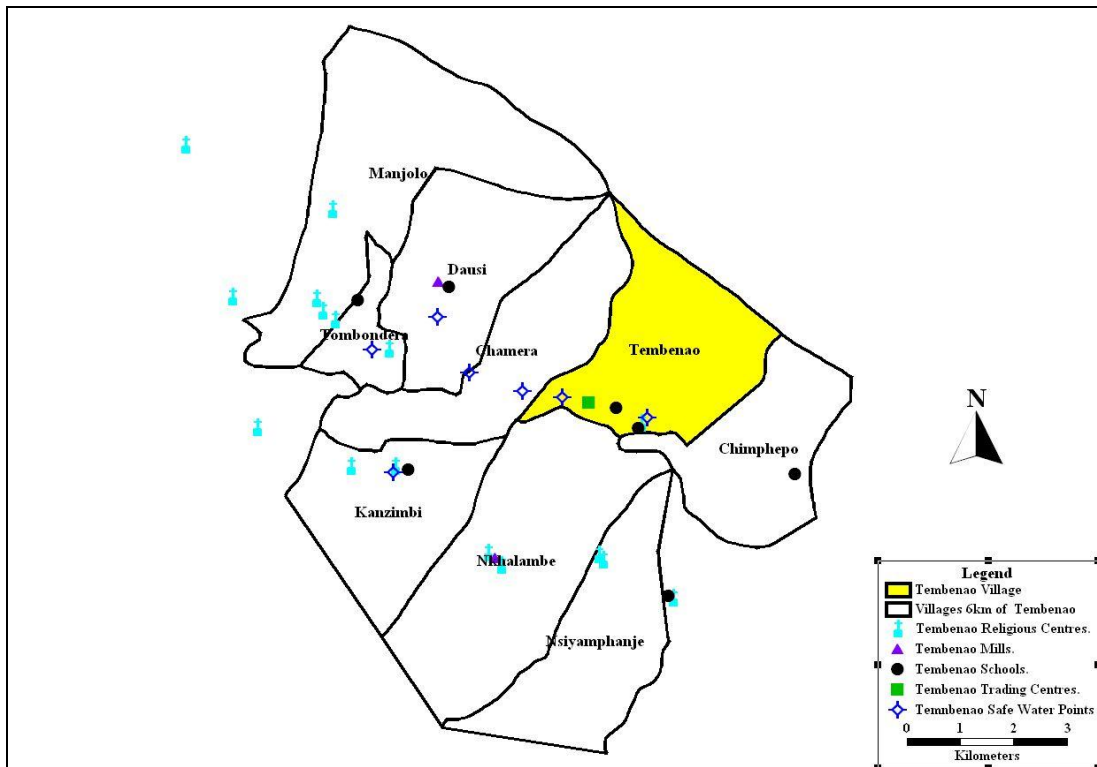 Manjolo
Dausi
Tombondera
Chamera
Tembenao
N
Chimphepo
Kanzimbi
Nkhalambe
Nsiyamphanje
Legend
Tembenao Village
Villages 6km of Tembenao
Tembenao Religious Centres.
Tembenao Mills.
Tembenao Schools.
Tembenao Trading Centres.
Temnbenao Safe Water Points
0 1 2 3
Kilometers